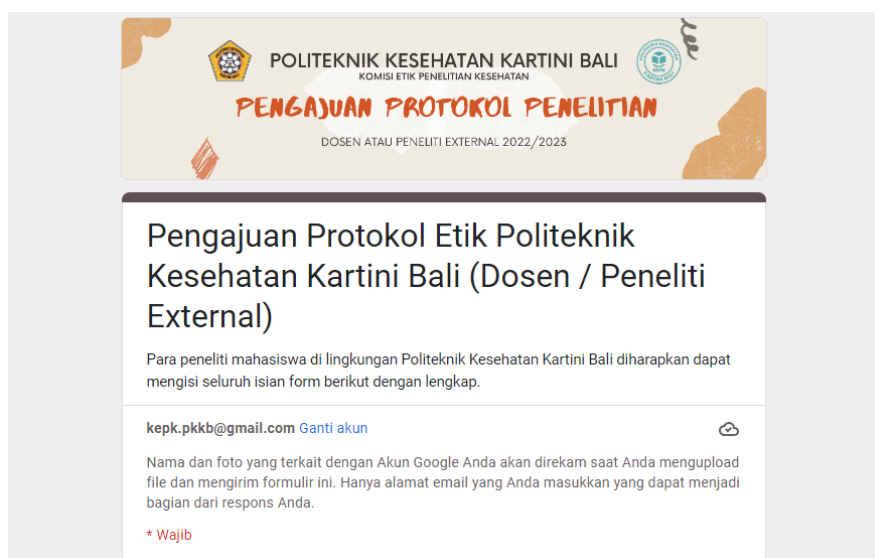 POLITEKNIK KESEHATAN KARTINI BALI
KOMISI ETIK PENELITIAN KESEHATAN
PENGAJUAN PROTOKOL PENELITIAN
DOSEN ATAU PENELITI EXTERNAL 2022/2023
Pengajuan Protokol Etik Politeknik
Kesehatan Kartini Bali (Dosen / Peneliti
External)
Para peneliti mahasiswa di lingkungan Politeknik Kesehatan Kartini Bali diharapkan dapat
mengisi seluruh isian form berikut dengan lengkap.
kepk.pkkb@gmail.com Ganti akun
Nama dan foto yang terkait dengan Akun Google Anda akan direkam saat Anda mengupload
file dan mengirim formulir ini. Hanya alamat email yang Anda masukkan yang dapat menjadi
bagian dari respons Anda.
* Wajib